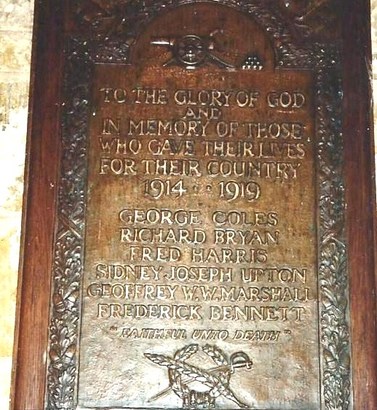 TO THE GLORY OF GOD
AND
IN MEMORY OF THOSE
WHO GAVE THEIR LIVES
FOR THEIR COUNTRY
1914 · · 1919
GEORGE COLES
RICHARD BRYAN
FRED HARRIS
SIDNEY·JOSEPH UPTON
GEOFFREY W.W. MARSHALL
FREDERICK BENNETT
"FAITHFUL UNTO DEATH"